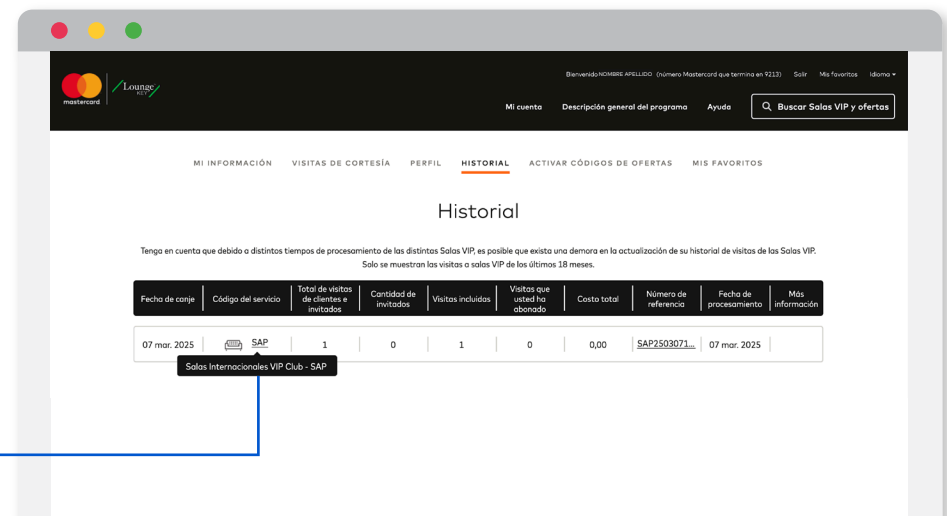 Bienvenido NOMBRE APELLIDO (número Mastercard que termina en 9213) Salir Mis favoritos Idioma
mastercard
Lounge
KEY
Mi cuenta Descripción general del programa Ayuda Buscar Salas VIP y ofertas
MI INFORMACIÓN VISITAS DE CORTESÍA PERFIL HISTORIAL ACTIVAR CÓDIGOS DE OFERTAS MIS FAVORITOS
Historial
Tenga en cuenta que debido a distintos tiempos de procesamiento de las distintas Salas VIP, es posible que exista una demora en la actualización de su historial de visitas de las Salas VIP.
Solo se muestran las visitas a salas VIP de los últimos 18 meses.
Fecha de canje
Código del servicio
Total de visitas
de clientes e
invitados
Cantidad de
invitados
Visitas incluidas
Visitas que
usted ha
abonado
Costo total
Número de
referencia
Fecha de
procesamiento
Más
información
07 mar. 2025 SAP 1 0 1 0 0,00 SAP2503071... 07 mar. 2025
Salas Internacionales VIP Club - SAP